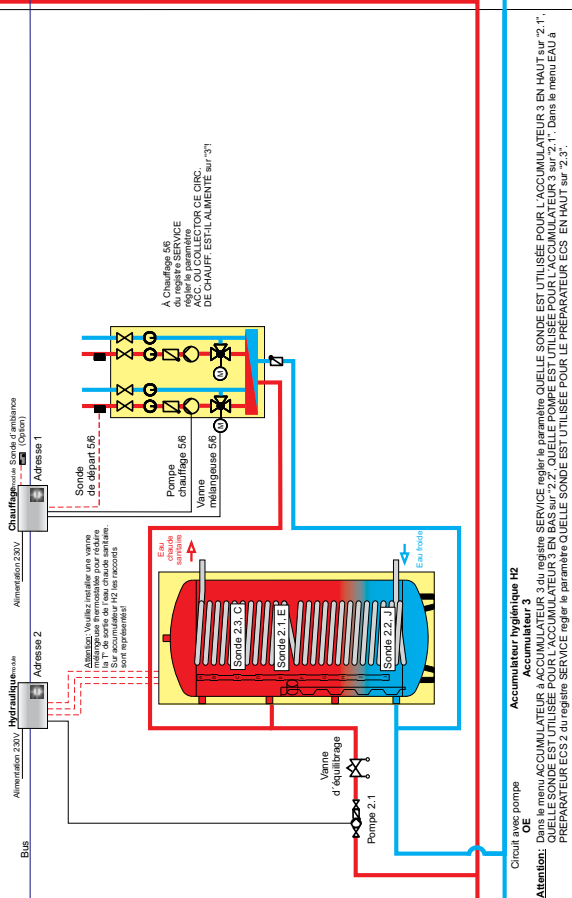 Bus
Alimentation 230V
Hydraulique module
Adresse 2
Alimentation 230V
Chauffage module
Sonde d'ambiance
(Option)
Adresse 1
Attention: Veuillez installer une vanne
mélangeuse thermostatée pour réduire
la T° de sortie de l'eau chaude sanitaire.
Sur accumulateur H2 les raccords
sont représentés!
Sonde
de départ 5/6
Pompe
chauffage 5/6
Vanne
mélangeuse 5/6
M
M
À Chauffage 5/6
du registre SERVICE
régler le paramètre
ACC. OU COLLECTOR CE CIRC.
DE CHAUFF. EST-IL ALIMENTÉ sur "3"!
Eau
chaude
sanitaire
Eau froide
Sonde 2.3, C
Sonde 2.1, E
Sonde 2.2, J
Vanne
d´équilibrage
Pompe 2.1
Circuit avec pompe
OE
Accumulateur hygiénique H2
Accumulateur 3
Attention: Dans le menu ACCUMULATEUR à ACCUMULATEUR 3 du registre SERVICE regler le paramètre QUELLE SONDE EST UTILISÉE POUR L´ACCUMULATEUR 3 EN HAUT sur "2.1",
QUELLE SONDE EST UTILISÉE POUR L'ACCUMULATEUR 3 EN BAS sur "2.2", QUELLE POMPE EST UTILISÉE POUR L'ACCUMULATEUR 3 sur "2.1". Dans le menu EAU à
PREPARATEUR ECS 2 du registre SERVICE regler le paramètre QUELLE SONDE EST UTILISÉE POUR LE PRÉPARATEUR ECS EN HAUT sur "2.3".